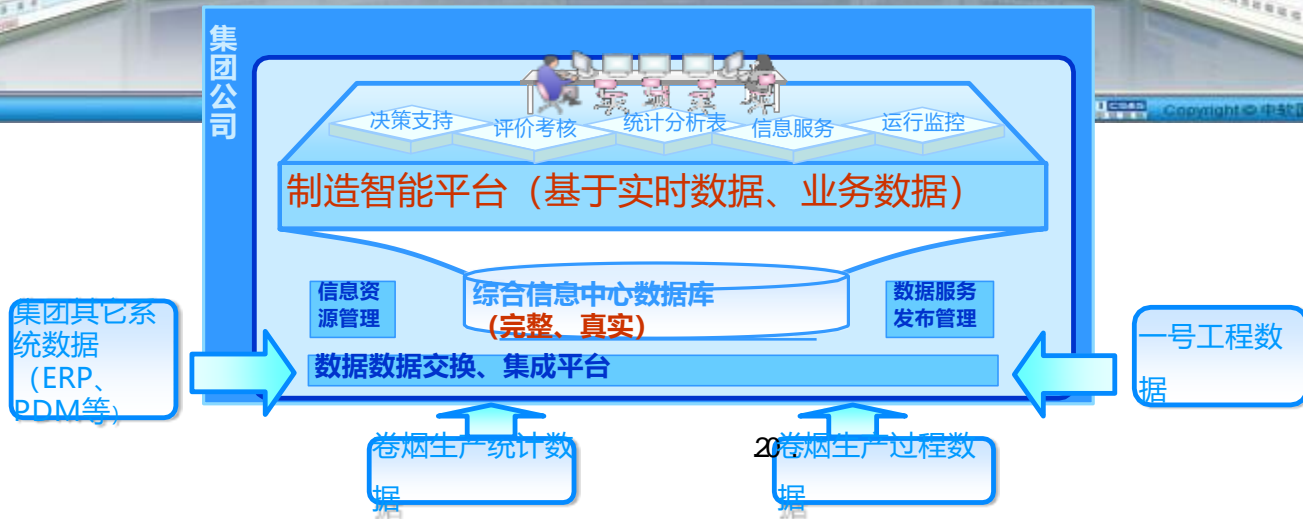 集团公司
Copyright © 中软
决策支持
评价考核
统计分析表
信息服务
运行监控
制造智能平台（基于实时数据、业务数据）
信息资
源管理
综合信息中心数据库
（完整、真实）
数据服务
发布管理
数据数据交换、集成平台
集团其它系
统数据
（ERP、
PDM等）
一号工程数
据
卷烟生产统计数
据
20.
卷烟生产过程数
据